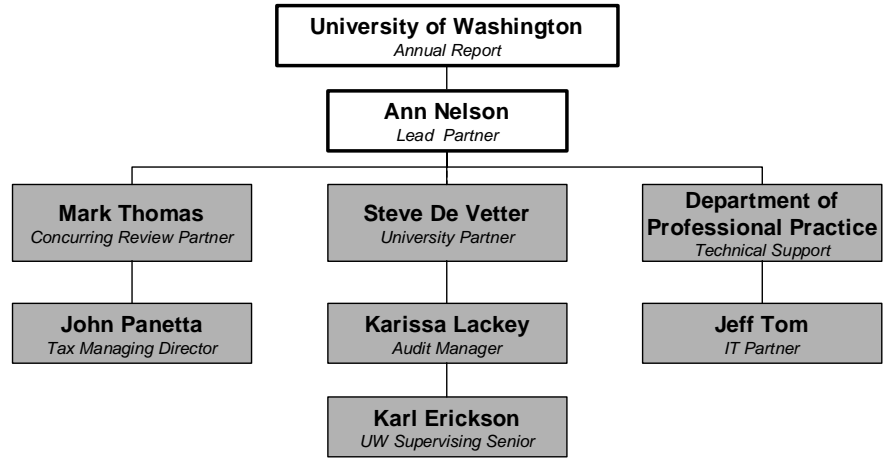 University of Washington
Annual Report
Ann Nelson
Lead Partner
Mark Thomas
Concurring Review Partner
Steve De Vetter
University Partner
Department of
Professional Practice
Technical Support
John Panetta
Tax Managing Director
Karissa Lackey
Audit Manager
Jeff Tom
IT Partner
Karl Erickson
UW Supervising Senior